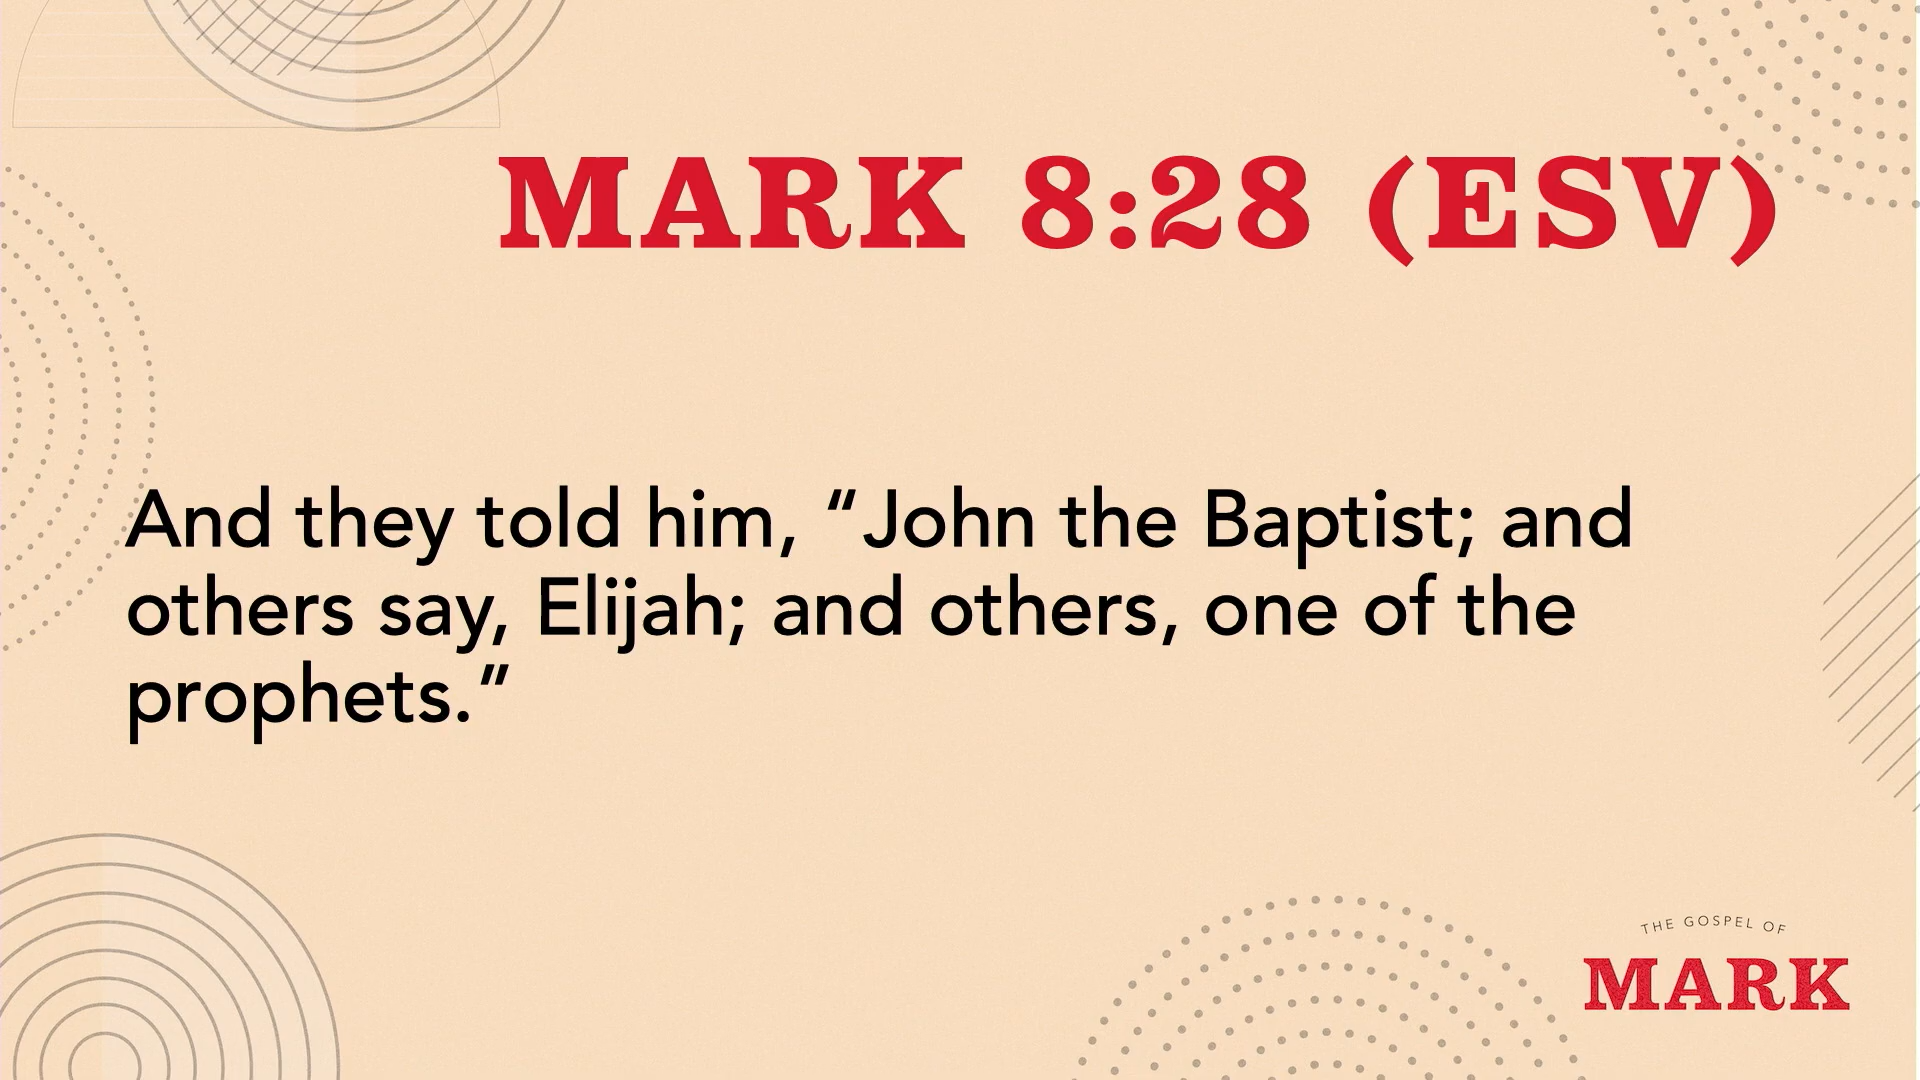 MARK 8:28 (ESV)
And they told him, “John the Baptist; and
others say, Elijah; and others, one of the
prophets.”
THE GOSPEL OF
MARK